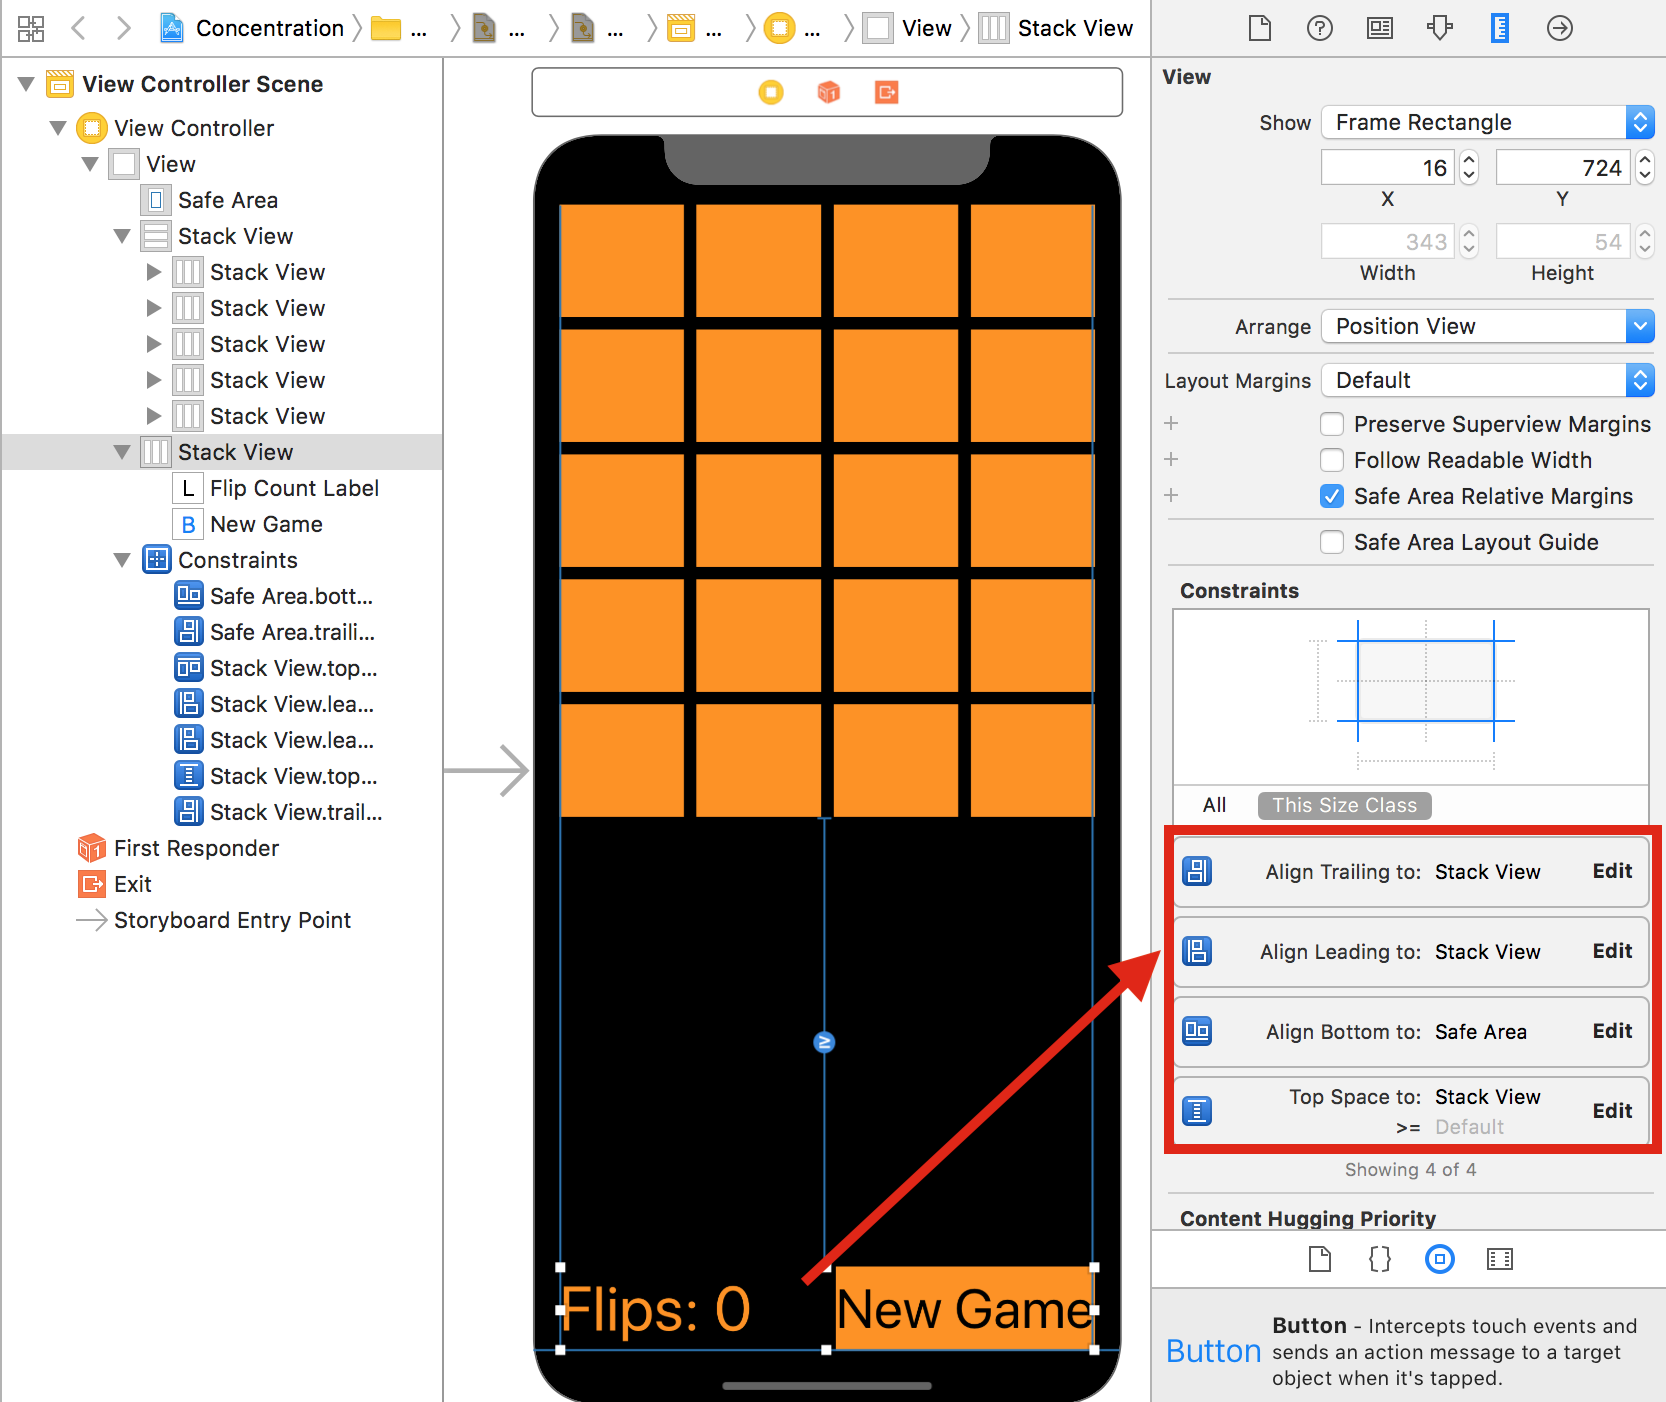 Concentration ... ... ... ... ... View Stack View
View Controller Scene
View Controller
View
Safe Area
Stack View
Stack View
Stack View
Stack View
Stack View
Stack View
Stack View
L Flip Count Label
B New Game
Constraints
Safe Area.bott...
Safe Area.traili...
Stack View.top...
Stack View.lea...
Stack View.lea...
Stack View.top...
Stack View.trail...
First Responder
Exit
Storyboard Entry Point
Flips: 0
New Game
View
Show Frame Rectangle
16 724
X Y
343 54
Width Height
Arrange Position View
Layout Margins Default
Preserve Superview Margins
Follow Readable Width
Safe Area Relative Margins
Safe Area Layout Guide
Constraints
All This Size Class
Align Trailing to: Stack View Edit
Align Leading to: Stack View Edit
Align Bottom to: Safe Area Edit
Top Space to: Stack View Edit
>= Default
Showing 4 of 4
Content Hugging Priority
{}
Button
Button - Intercepts touch events and
sends an action message to a target
object when it's tapped.